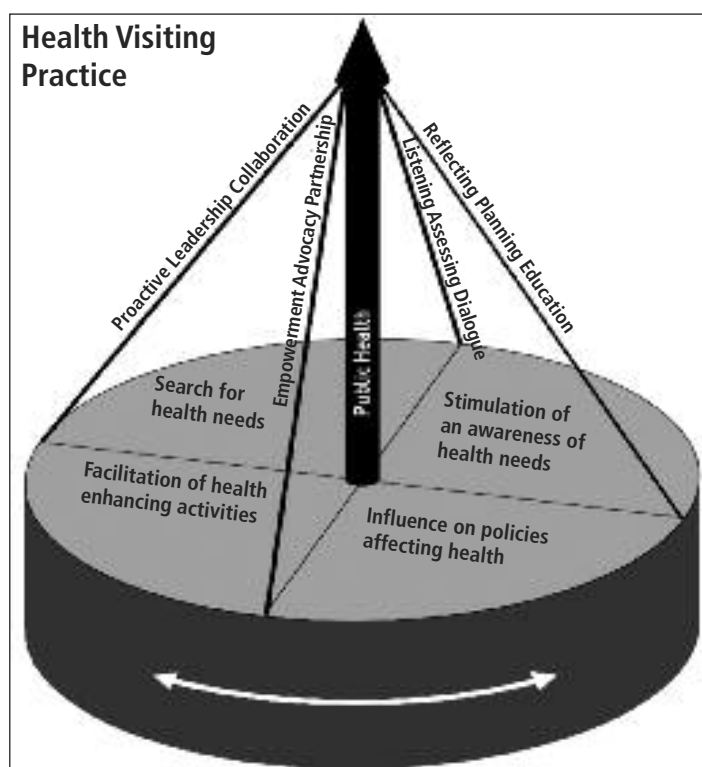 Health Visiting
Practice
Proactive Leadership Collaboration
Empowerment Advocacy Partnership
Public Health
Listening Assessing Dialogue
Reflecting Planning Education
Search for
health needs
Stimulation of
an awareness of
health needs
Facilitation of health
enhancing activities
Influence on policies
affecting health